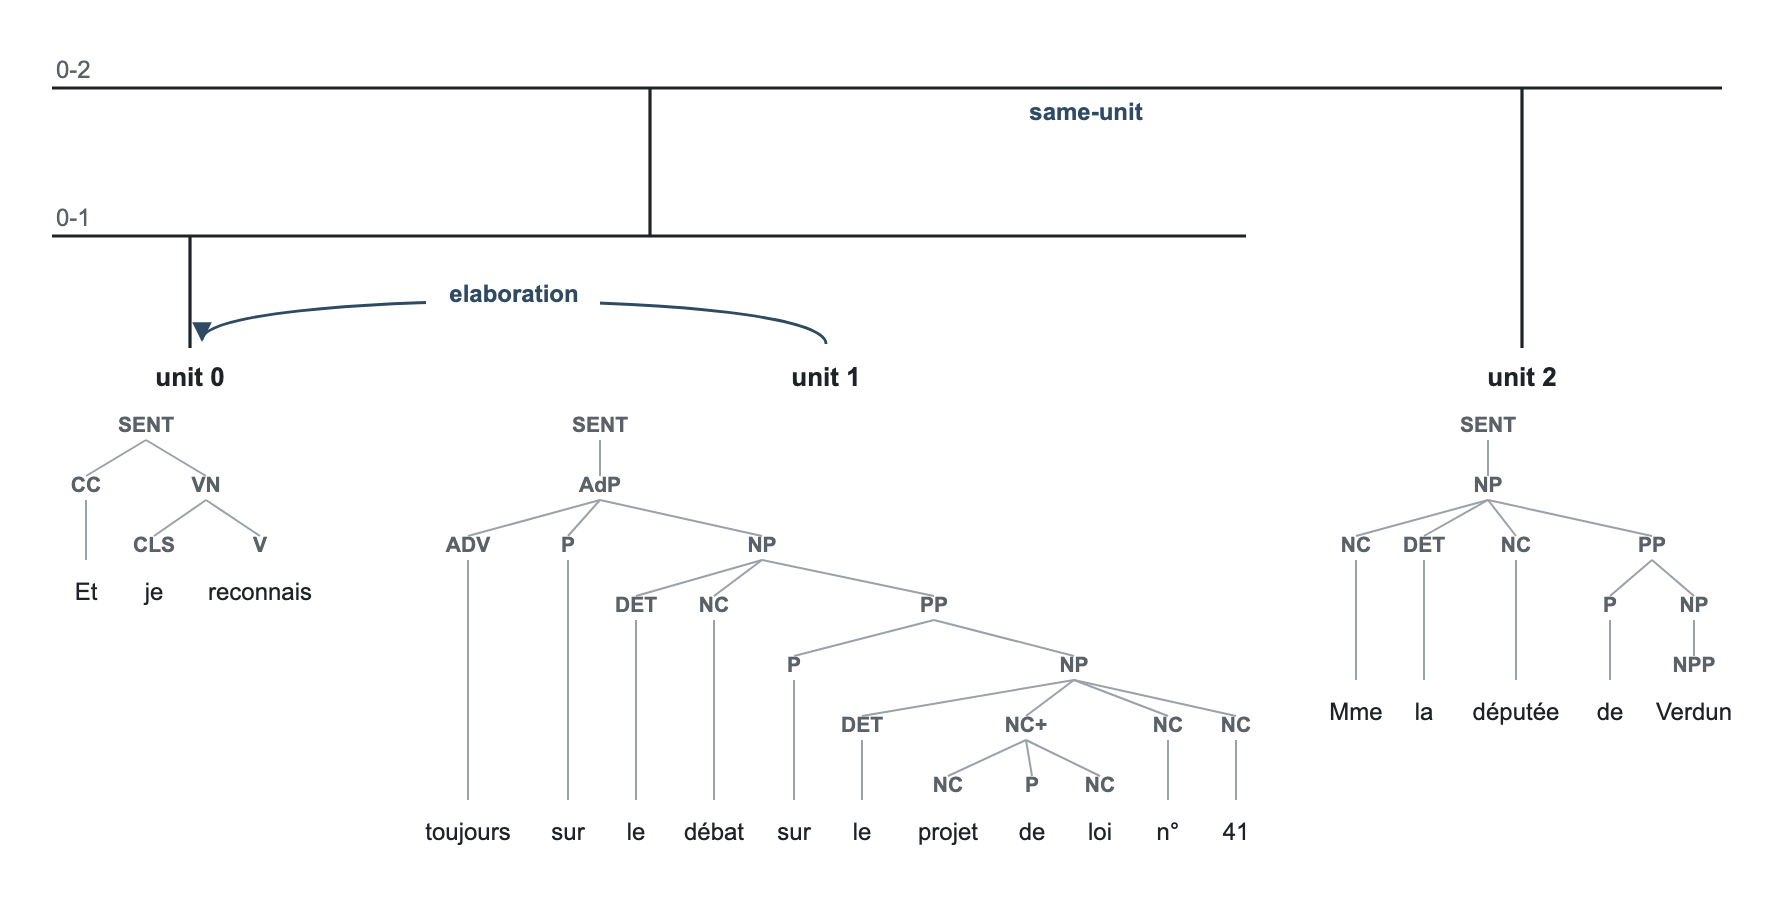 0-2
same-unit
0-1
elaboration
unit 0 unit 1 unit 2
SENT SENT SENT
CC VN AdP NP
CLS V ADV P NP NC DET NC PP
Et je reconnais DET NC PP P NP
P NP NPP
Mme la députée de Verdun
DET NC+ NC NC
NC P NC
toujours sur le débat sur le projet de loi n° 41